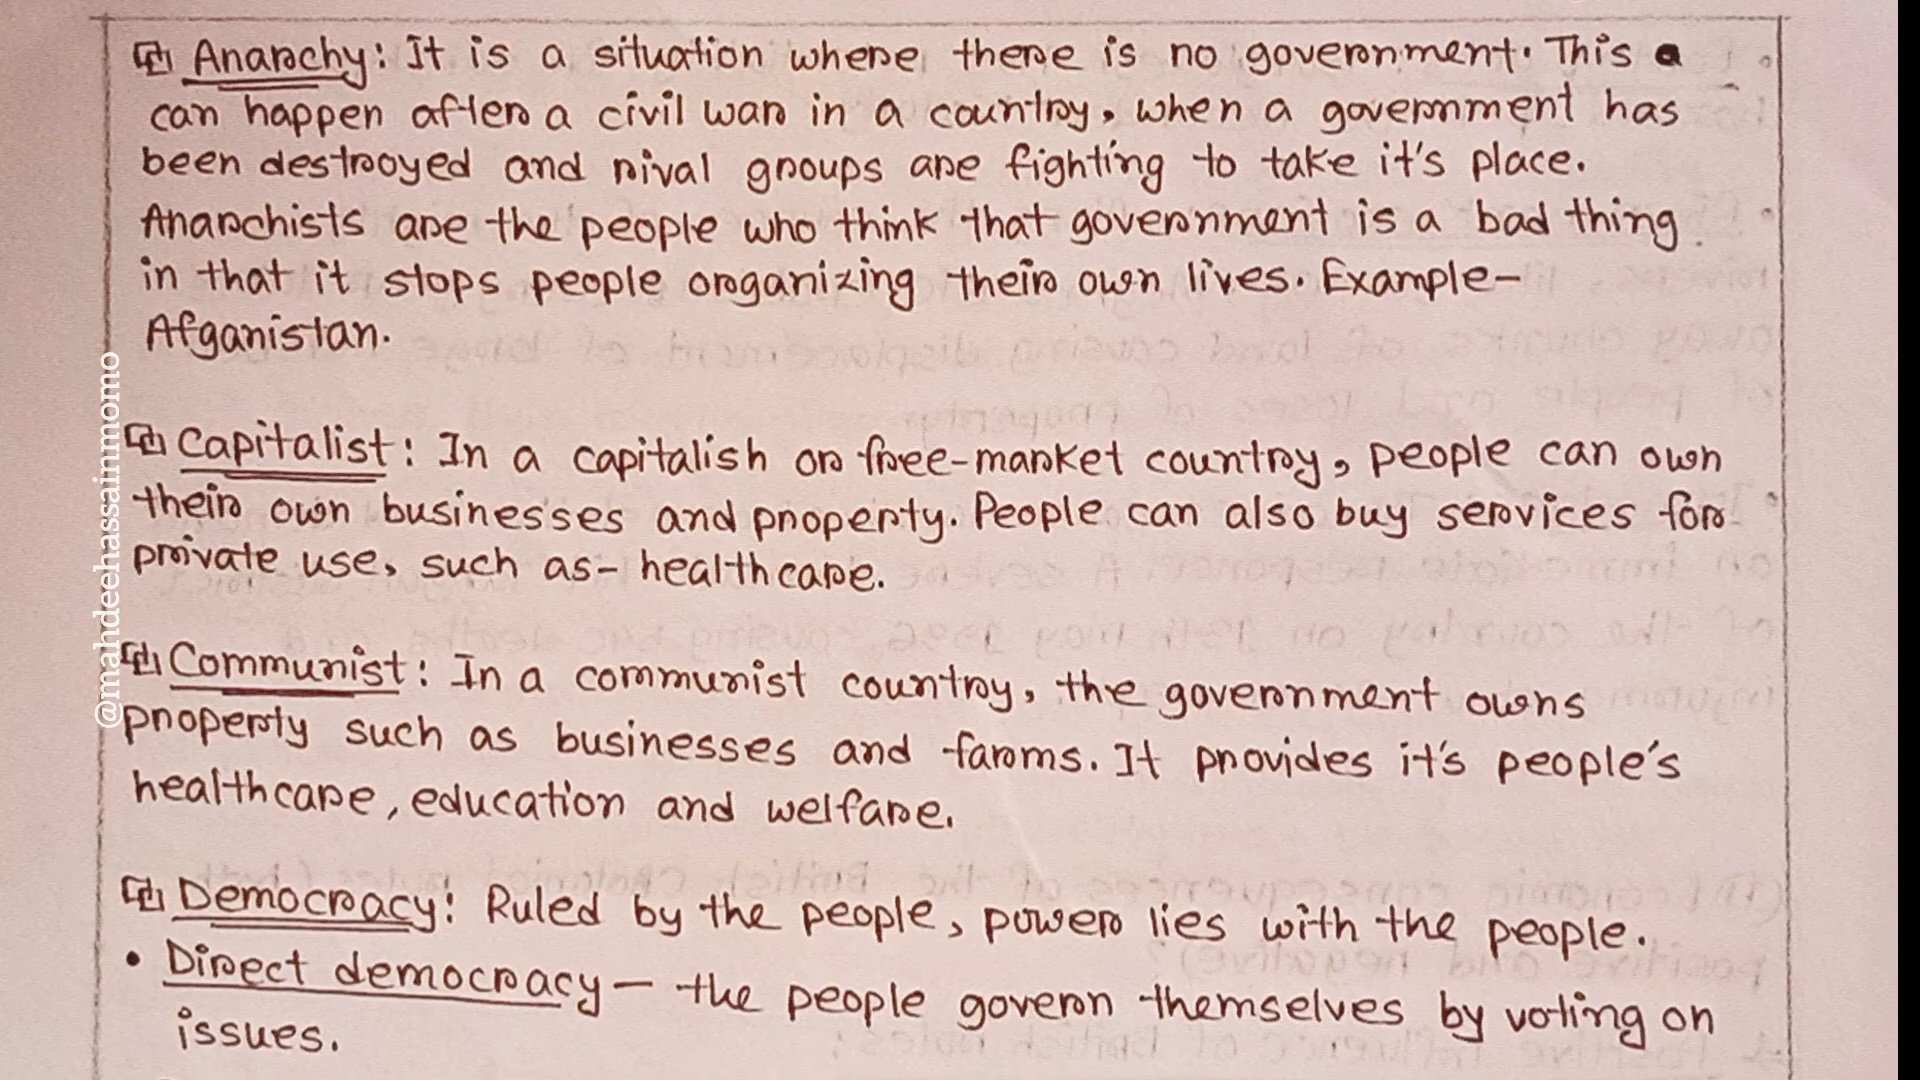 Anarchy: It is a situation where there is no government. This
can happen after a civil war in a country, when a government has
been destroyed and rival groups are fighting to take it's place.
Anarchists are the people who think that government is a bad thing
in that it stops people organizing their own lives. Example-
Afganistan.
Capitalist: In a capitalish or free-market country, people can own
their own businesses and property. People can also buy services for
private use, such as- healthcare.
Communist: In a communist country, the government owns
property such as businesses and farms. It provides it's people's
healthcare, education and welfare.
Democracy: Ruled by the people, power lies with the people.
• Direct democracy - the people govern themselves by voting on
issues.
@mahdeehassainmomo